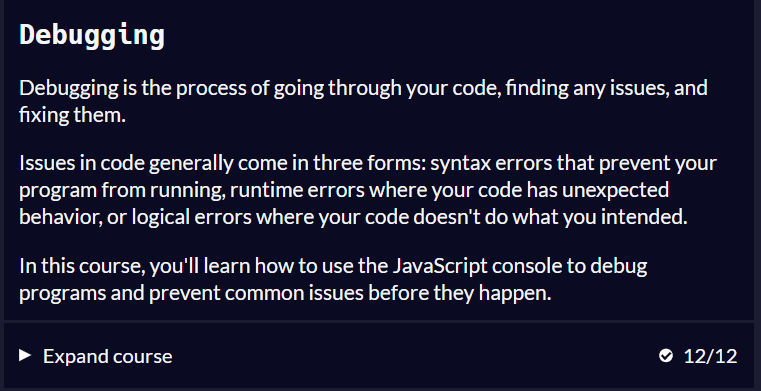 Debugging
Debugging is the process of going through your code, finding any issues, and
fixing them.
Issues in code generally come in three forms: syntax errors that prevent your
program from running, runtime errors where your code has unexpected
behavior, or logical errors where your code doesn't do what you intended.
In this course, you'll learn how to use the JavaScript console to debug
programs and prevent common issues before they happen.
Expand course 12/12